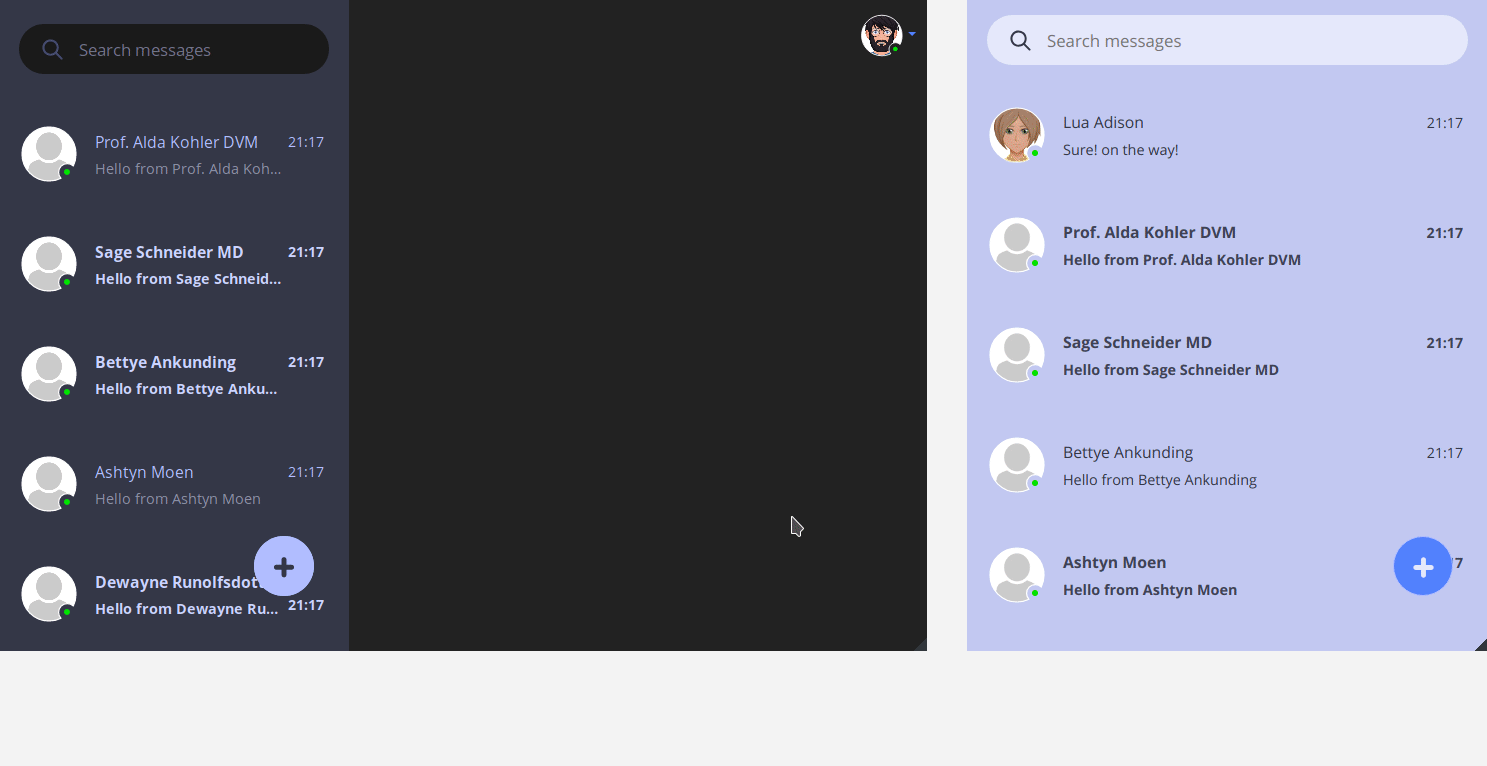 Search messages
Prof. Alda Kohler DVM 21:17
Hello from Prof. Alda Koh...
Sage Schneider MD 21:17
Hello from Sage Schneid...
Bettye Ankunding 21:17
Hello from Bettye Anku...
Ashtyn Moen 21:17
Hello from Ashtyn Moen
Dewayne Runolfsdot
Hello from Dewayne Ru... 21:17
Search messages
Lua Adison 21:17
Sure! on the way!
Prof. Alda Kohler DVM 21:17
Hello from Prof. Alda Kohler DVM
Sage Schneider MD 21:17
Hello from Sage Schneider MD
Bettye Ankunding 21:17
Hello from Bettye Ankunding
Ashtyn Moen 7
Hello from Ashtyn Moen